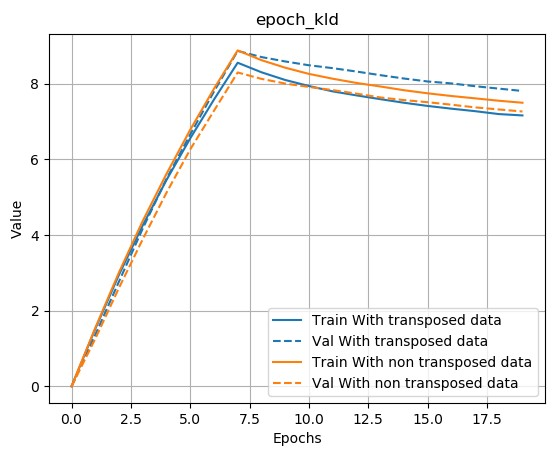 epoch_kld
Value
8
6
4
2
0
Train With transposed data
Val With transposed data
Train With non transposed data
Val With non transposed data
0.0 2.5 5.0 7.5 10.0 12.5 15.0 17.5
Epochs